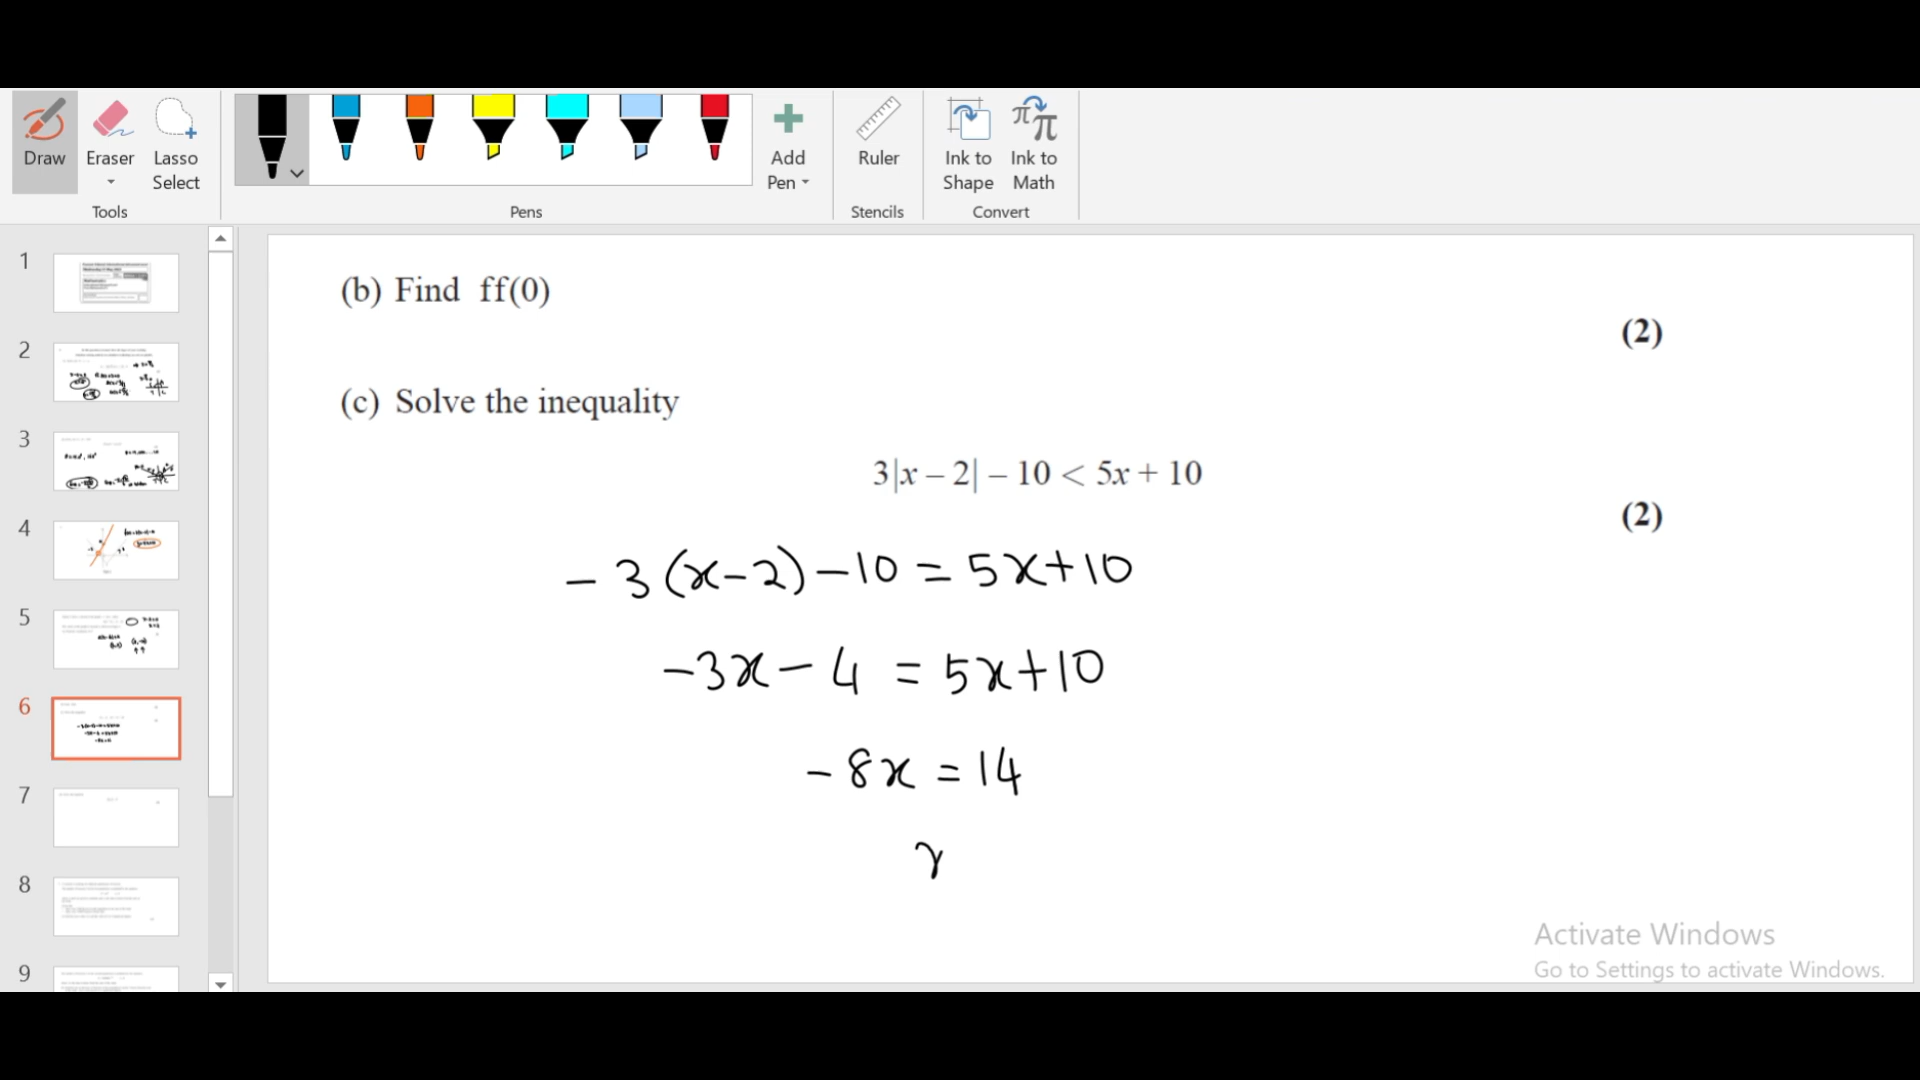 Draw
Eraser
Lasso
Select
Add
Pen
Ruler
Ink to
Shape
Ink to
Math
Tools
Pens
Stencils
Convert
1
2
3
4
5
6
7
8
9
(b) Find ff(0)
(2)
(c) Solve the inequality
3|x – 2| – 10 < 5x + 10
(2)
- 3 (x-2) - 10 = 5x+10
-3x - 4 = 5x+10
- 8x = 14
Activate Windows
Go to Settings to activate Windows.